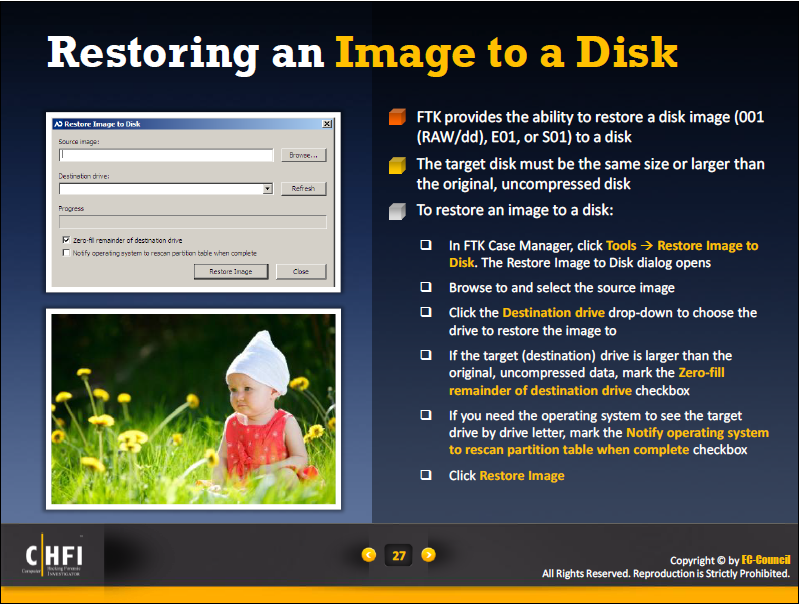 Restoring an Image to a Disk
Restore Image to Disk
Source image:
Browse...
Destination drive:
Refresh
Progress
Zero-fill remainder of destination drive
Notify operating system to rescan partition table when complete
Restore Image
Close
FTK provides the ability to restore a disk image (001
(RAW/dd), E01, or S01) to a disk
The target disk must be the same size or larger than
the original, uncompressed disk
To restore an image to a disk:
In FTK Case Manager, click Tools → Restore Image to
Disk. The Restore Image to Disk dialog opens
Browse to and select the source image
Click the Destination drive drop-down to choose the
drive to restore the image to
If the target (destination) drive is larger than the
original, uncompressed data, mark the Zero-fill
remainder of destination drive checkbox
If you need the operating system to see the target
drive by drive letter, mark the Notify operating system
to rescan partition table when complete checkbox
Click Restore Image
CHFI
Computer
Hacking Forensic
INVESTIGATOR
27
Copyright © by EC-Council
All Rights Reserved. Reproduction is Strictly Prohibited.